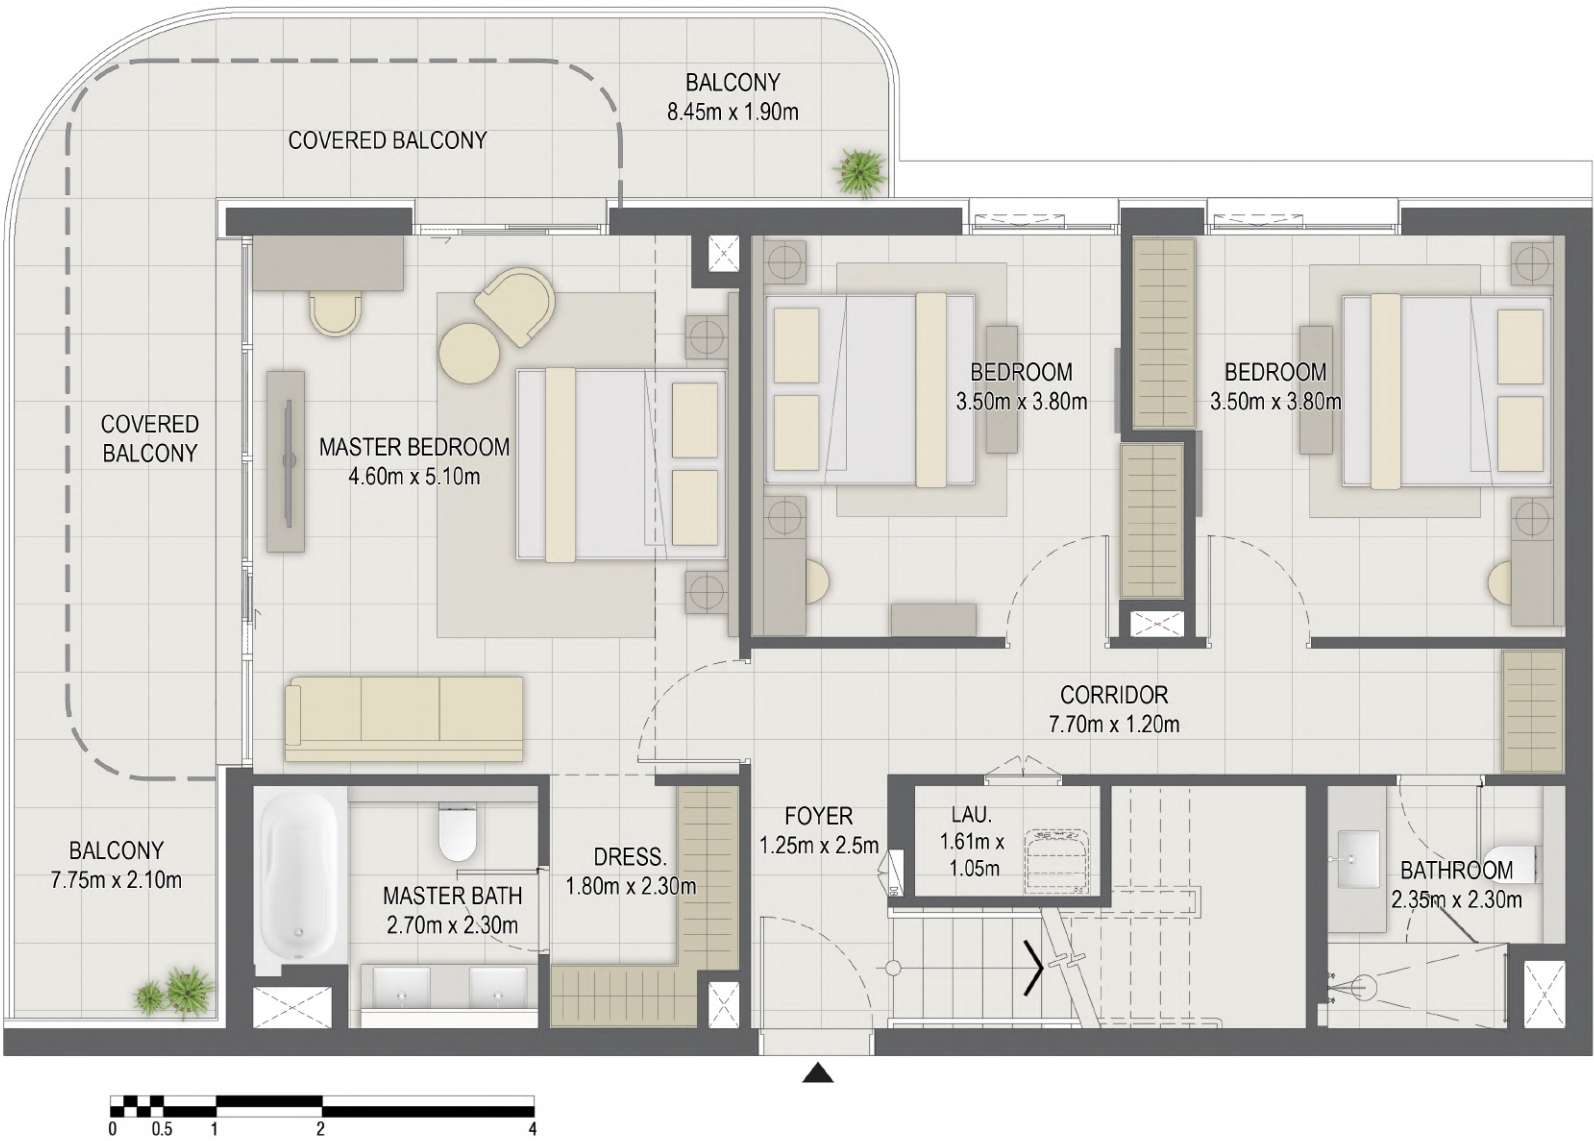 BALCONY
8.45m x 1.90m
COVERED BALCONY
BEDROOM
3.50m x 3.80m
BEDROOM
3.50m x 3.80m
COVERED
BALCONY
MASTER BEDROOM
4.60m x 5.10m
CORRIDOR
7.70m x 1.20m
FOYER
1.25m x 2.5m
LAU.
1.61m x
1.05m
BALCONY
7.75m x 2.10m
DRESS.
1.80m x 2.30m
MASTER BATH
2.70m x 2.30m
BATHROOM
2.35m x 2.30m
DB
0 0.5 1 2 4